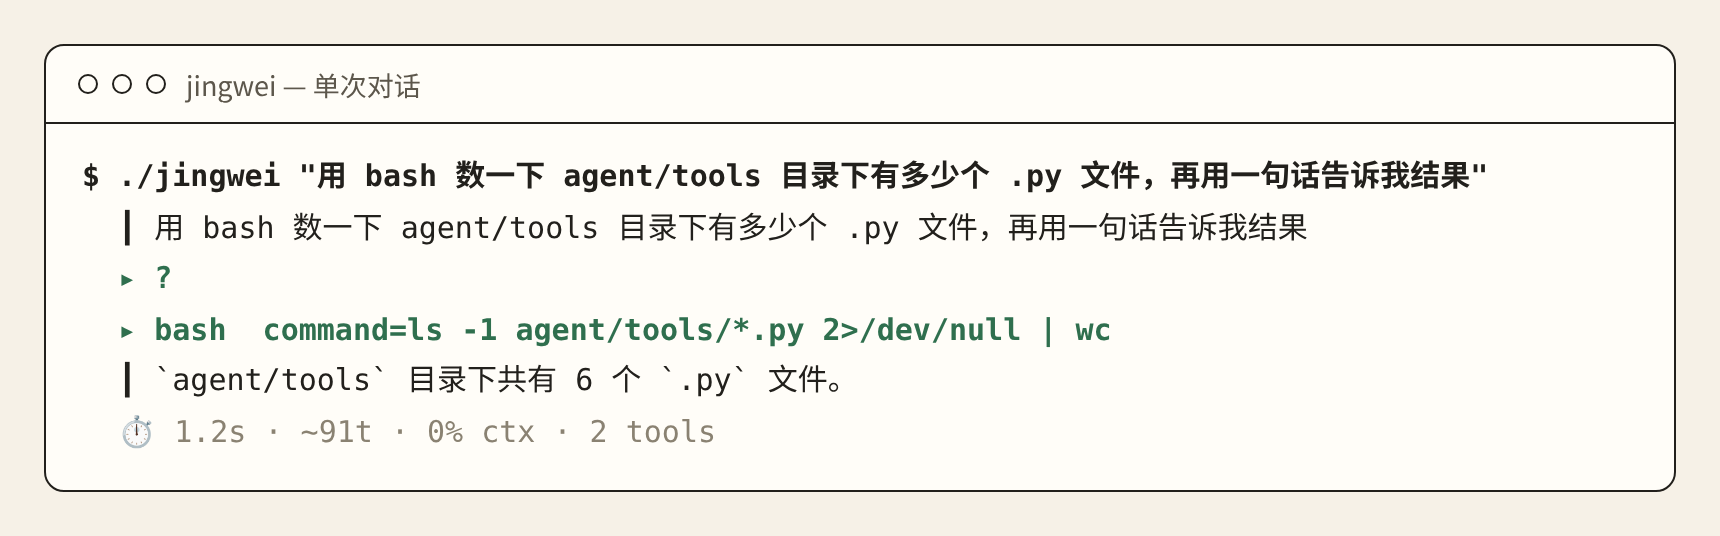 jingwei — 单次对话
$ ./jingwei "用 bash 数一下 agent/tools 目录下有多少个 .py 文件，再用一句话告诉我结果"
┃ 用 bash 数一下 agent/tools 目录下有多少个 .py 文件，再用一句话告诉我结果
▸ ?
▸ bash  command=ls -1 agent/tools/*.py 2>/dev/null | wc
┃ `agent/tools` 目录下共有 6 个 `.py` 文件。
⏱️ 1.2s · ~91t · 0% ctx · 2 tools